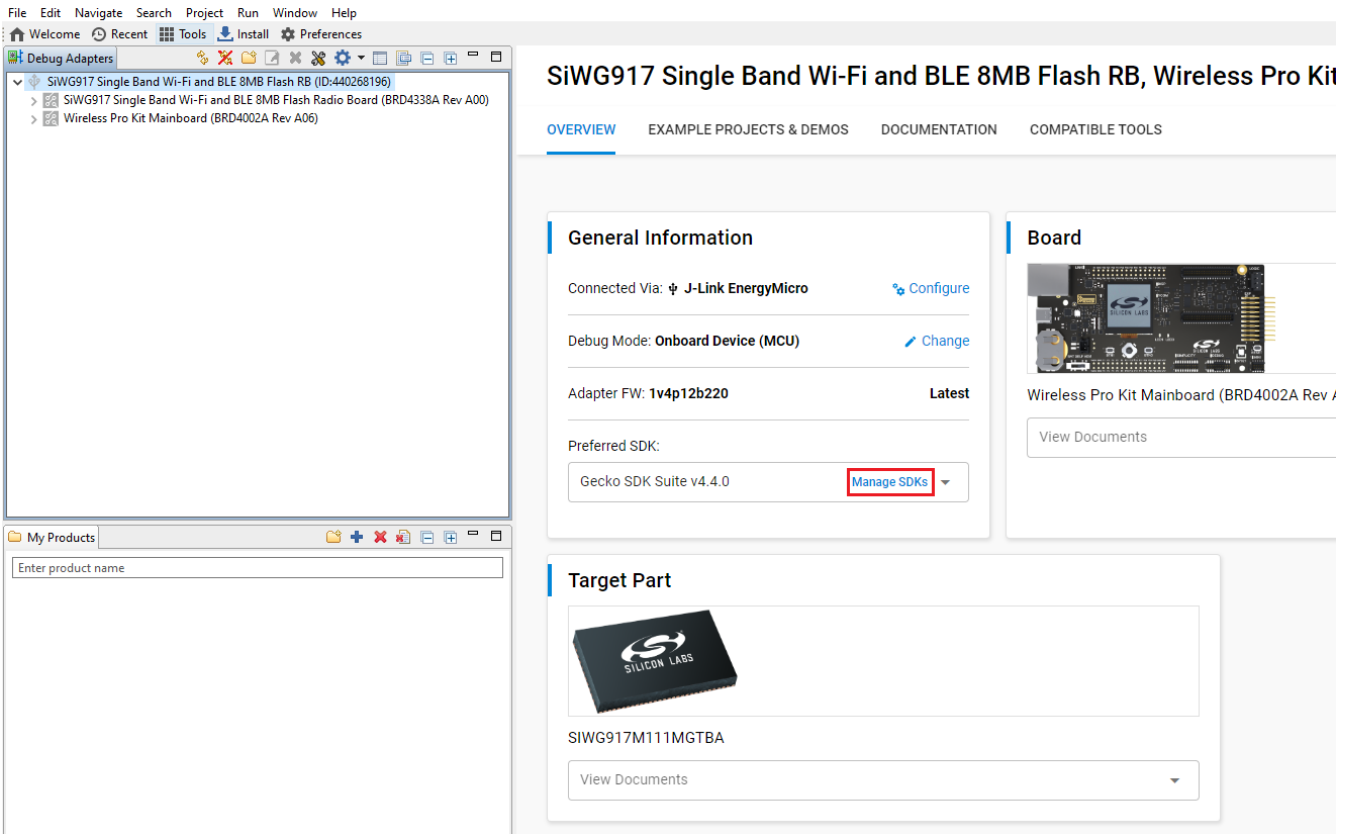 File Edit Navigate Search Project Run Window Help
Welcome Recent Tools Install Preferences
Debug Adapters
SiWG917 Single Band Wi-Fi and BLE 8MB Flash RB (ID:440268196)
SiWG917 Single Band Wi-Fi and BLE 8MB Flash Radio Board (BRD4338A Rev A00)
Wireless Pro Kit Mainboard (BRD4002A Rev A06)
My Products
Enter product name
SiWG917 Single Band Wi-Fi and BLE 8MB Flash RB, Wireless Pro Kit
OVERVIEW EXAMPLE PROJECTS & DEMOS DOCUMENTATION COMPATIBLE TOOLS
General Information
Connected Via: J-Link EnergyMicro Configure
Debug Mode: Onboard Device (MCU) Change
Adapter FW: 1v4p12b220 Latest
Preferred SDK:
Gecko SDK Suite v4.4.0 Manage SDKs
Board
SILICON LABS
Wireless Pro Kit Mainboard (BRD4002A Rev
View Documents
Target Part
SILICON LABS
SIWG917M111MGTBA
View Documents